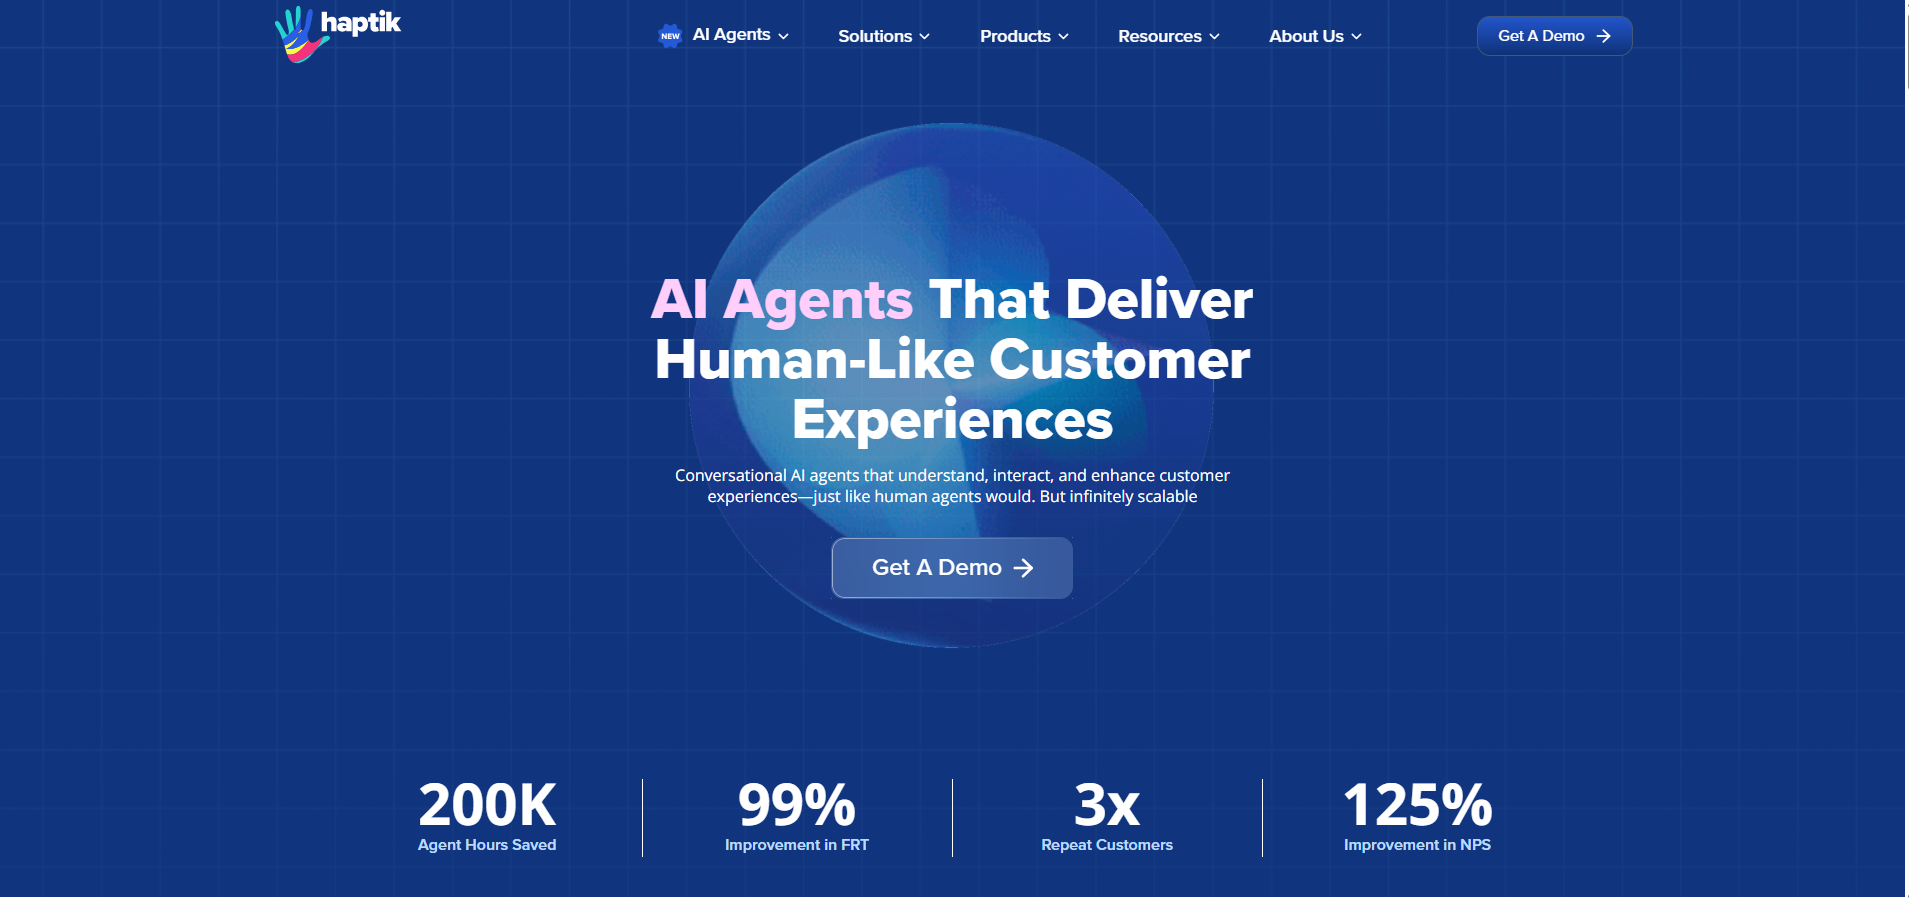 haptik
NEW AI Agents
Solutions
Products
Resources
About Us
Get A Demo
AI Agents That Deliver
Human-Like Customer
Experiences
Conversational AI agents that understand, interact, and enhance customer
experiences—just like human agents would. But infinitely scalable
Get A Demo
200K
Agent Hours Saved
99%
Improvement in FRT
3x
Repeat Customers
125%
Improvement in NPS